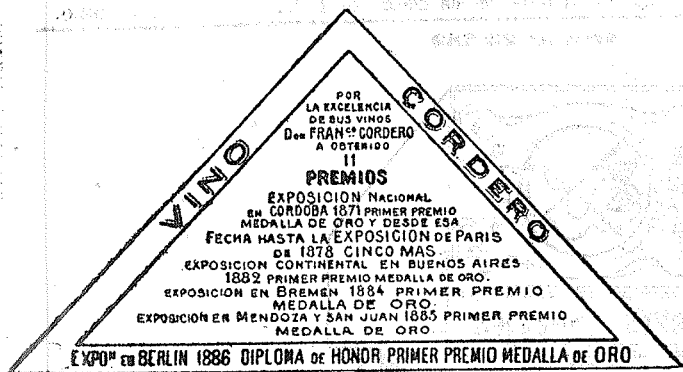 VINO
CORDERO
POR
LA EXCELENCIA
DE SUS VINOS
Don FRANco CORDERO
A OBTENIDO
11
PREMIOS
EXPOSICION NACIONAL
EN CORDOBA 1871 PRIMER PREMIO
MEDALLA DE ORO Y DESDE ESA
FECHA HASTA LA EXPOSICION DE PARIS
DE 1878 CINCO MAS
EXPOSICION CONTINENTAL EN BUENOS AIRES
1882 PRIMER PREMIO MEDALLA DE ORO.
EXPOSICIÓN EN BREMEN 1884 PRIMER PREMIO
MEDALLA DE ORO.
EXPOSICION EN MENDOZA Y SAN JUAN 1885 PRIMER PREMIO
MEDALLA DE ORO
EXPOn EN BERLIN 1886 DIPLOMA DE HONOR PRIMER PREMIO MEDALLA DE ORO